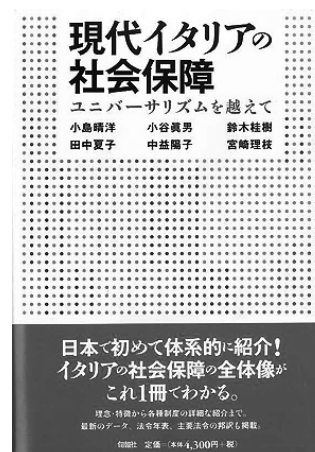 現代イタリアの
社会保障
ユニバーサリズムを越えて
小島晴洋 小谷眞男 鈴木桂樹
田中夏子 中益陽子 宮崎理枝
日本で初めて体系的に紹介！
イタリアの社会保障の全体像が
これ1冊でわかる。
理念・特徴から各種制度の詳細な紹介まで。
最新のデータ、法令年表、主要法令の邦訳も掲載。
旬報社 定価=(本体4,300円+税)